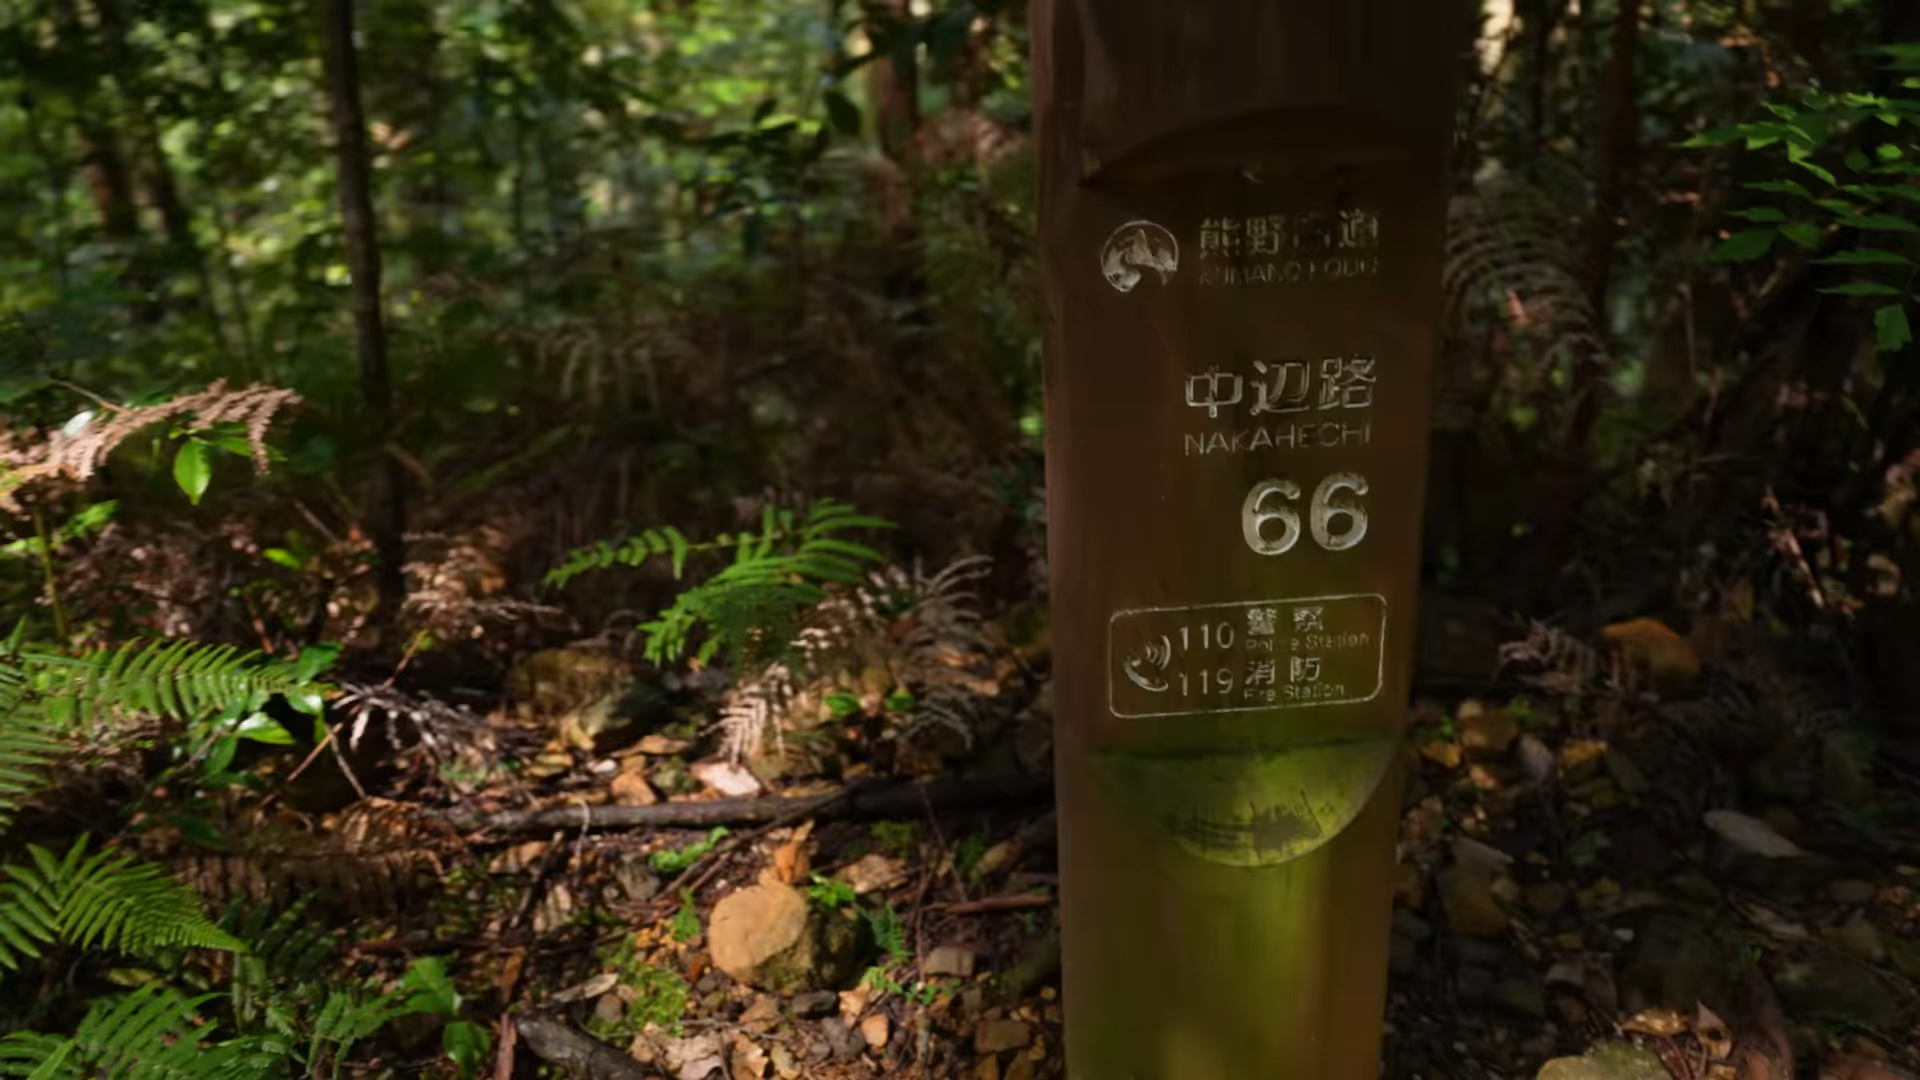 熊野古道
KUMANO KODO
中辺路
NAKAHECHI
66
110 警察
Police Station
119 消防
Fire Station